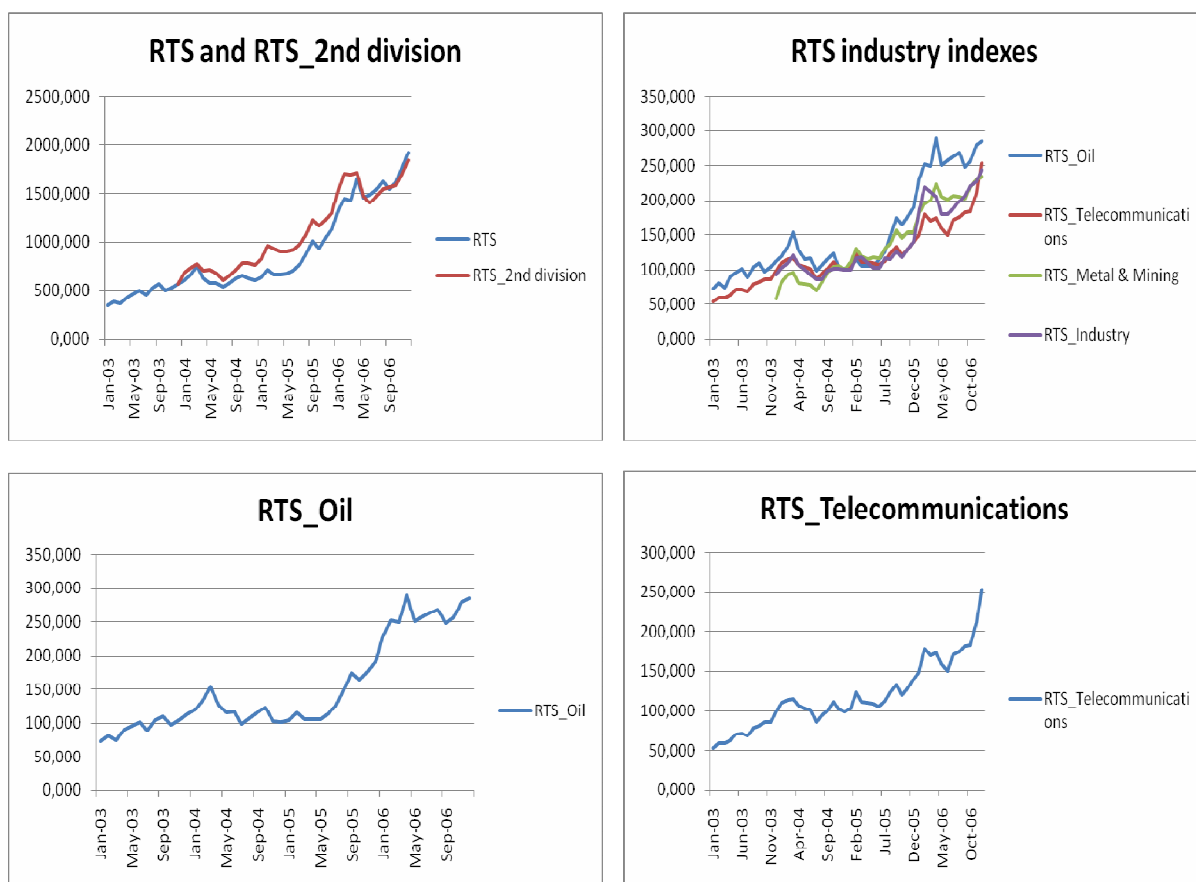 RTS and RTS_2nd division
2500,000
2000,000
1500,000
1000,000
500,000
0,000
Jan-03
May-03
Sep-03
Jan-04
May-04
Sep-04
Jan-05
May-05
Sep-05
Jan-06
May-06
Sep-06
RTS
RTS_2nd division
RTS industry indexes
350,000
300,000
250,000
200,000
150,000
100,000
50,000
0,000
Jan-03
Jun-03
Nov-03
Apr-04
Sep-04
Feb-05
Jul-05
Dec-05
May-06
Oct-06
RTS_Oil
RTS_Telecommunicati
ons
RTS_Metal & Mining
RTS_Industry
RTS_Oil
350,000
300,000
250,000
200,000
150,000
100,000
50,000
0,000
Jan-03
May-03
Sep-03
Jan-04
May-04
Sep-04
Jan-05
May-05
Sep-05
Jan-06
May-06
Sep-06
RTS_Oil
RTS_Telecommunications
300,000
250,000
200,000
150,000
100,000
50,000
0,000
Jan-03
Jun-03
Nov-03
Apr-04
Sep-04
Feb-05
Jul-05
Dec-05
May-06
Oct-06
RTS_Telecommunicati
ons